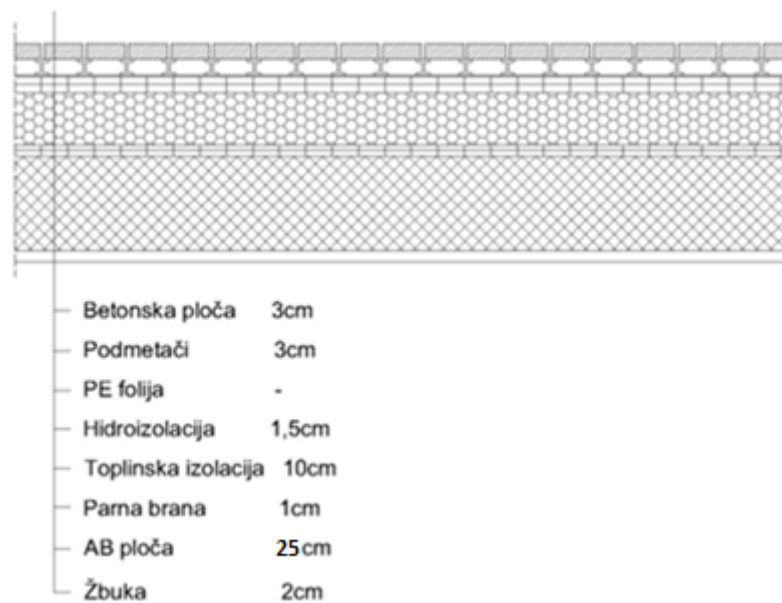 Betonska ploča 3cm
Podmetači 3cm
PE folija -
Hidroizolacija 1,5cm
Toplinska izolacija 10cm
Parna brana 1cm
AB ploča 25cm
Žbuka 2cm